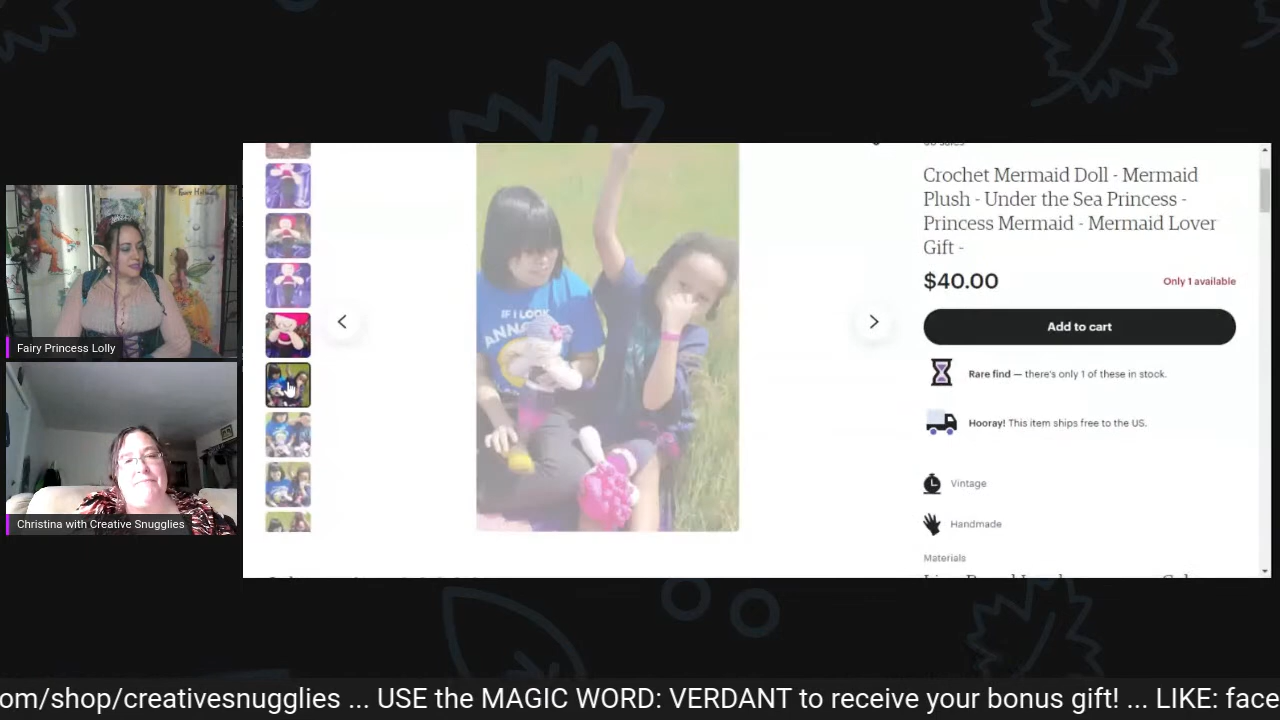 Fairy Princess Lolly
Christina with Creative Snugglies
IF I LOOK
Crochet Mermaid Doll - Mermaid
Plush - Under the Sea Princess -
Princess Mermaid - Mermaid Lover
Gift -
$40.00
Only 1 available
Add to cart
Rare find — there's only 1 of these in stock.
Hooray! This item ships free to the US.
Vintage
Handmade
Materials
om/shop/creativesnugglies ... USE the MAGIC WORD: VERDANT to receive your bonus gift! ... LIKE: face